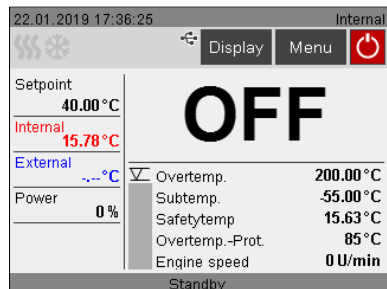 22.01.2019 17:36:25 Internal
Display Menu
Setpoint
40.00°C
Internal
15.78°C
External
-.--°C
Power
0 %
OFF
Overtemp. 200.00°C
Subtemp. -55.00°C
Safetytemp 15.63°C
Overtemp.-Prot. 85°C
Engine speed 0 U/min
Standby